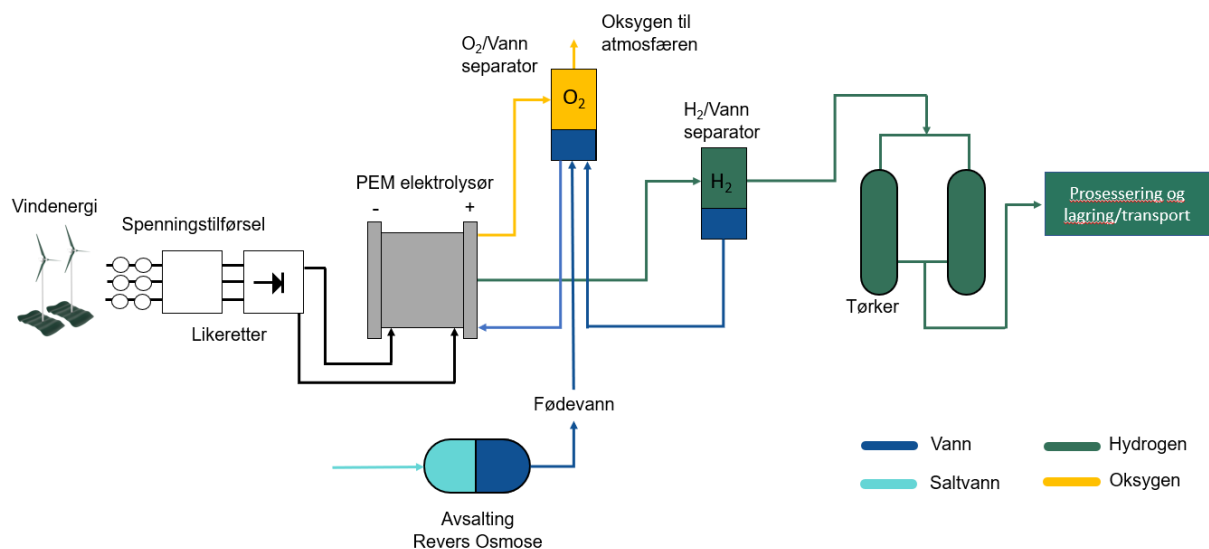 Oksygen til
atmosfæren
O₂/Vann
separator
O₂
H₂/Vann
separator
H₂
PEM elektrolysør
-
+
Vindenergi
Spenningstilførsel
Likeretter
Prosessering og
lagring/transport
Tørker
Fødevann
Avsalting
Revers Osmose
Vann
Hydrogen
Saltvann
Oksygen